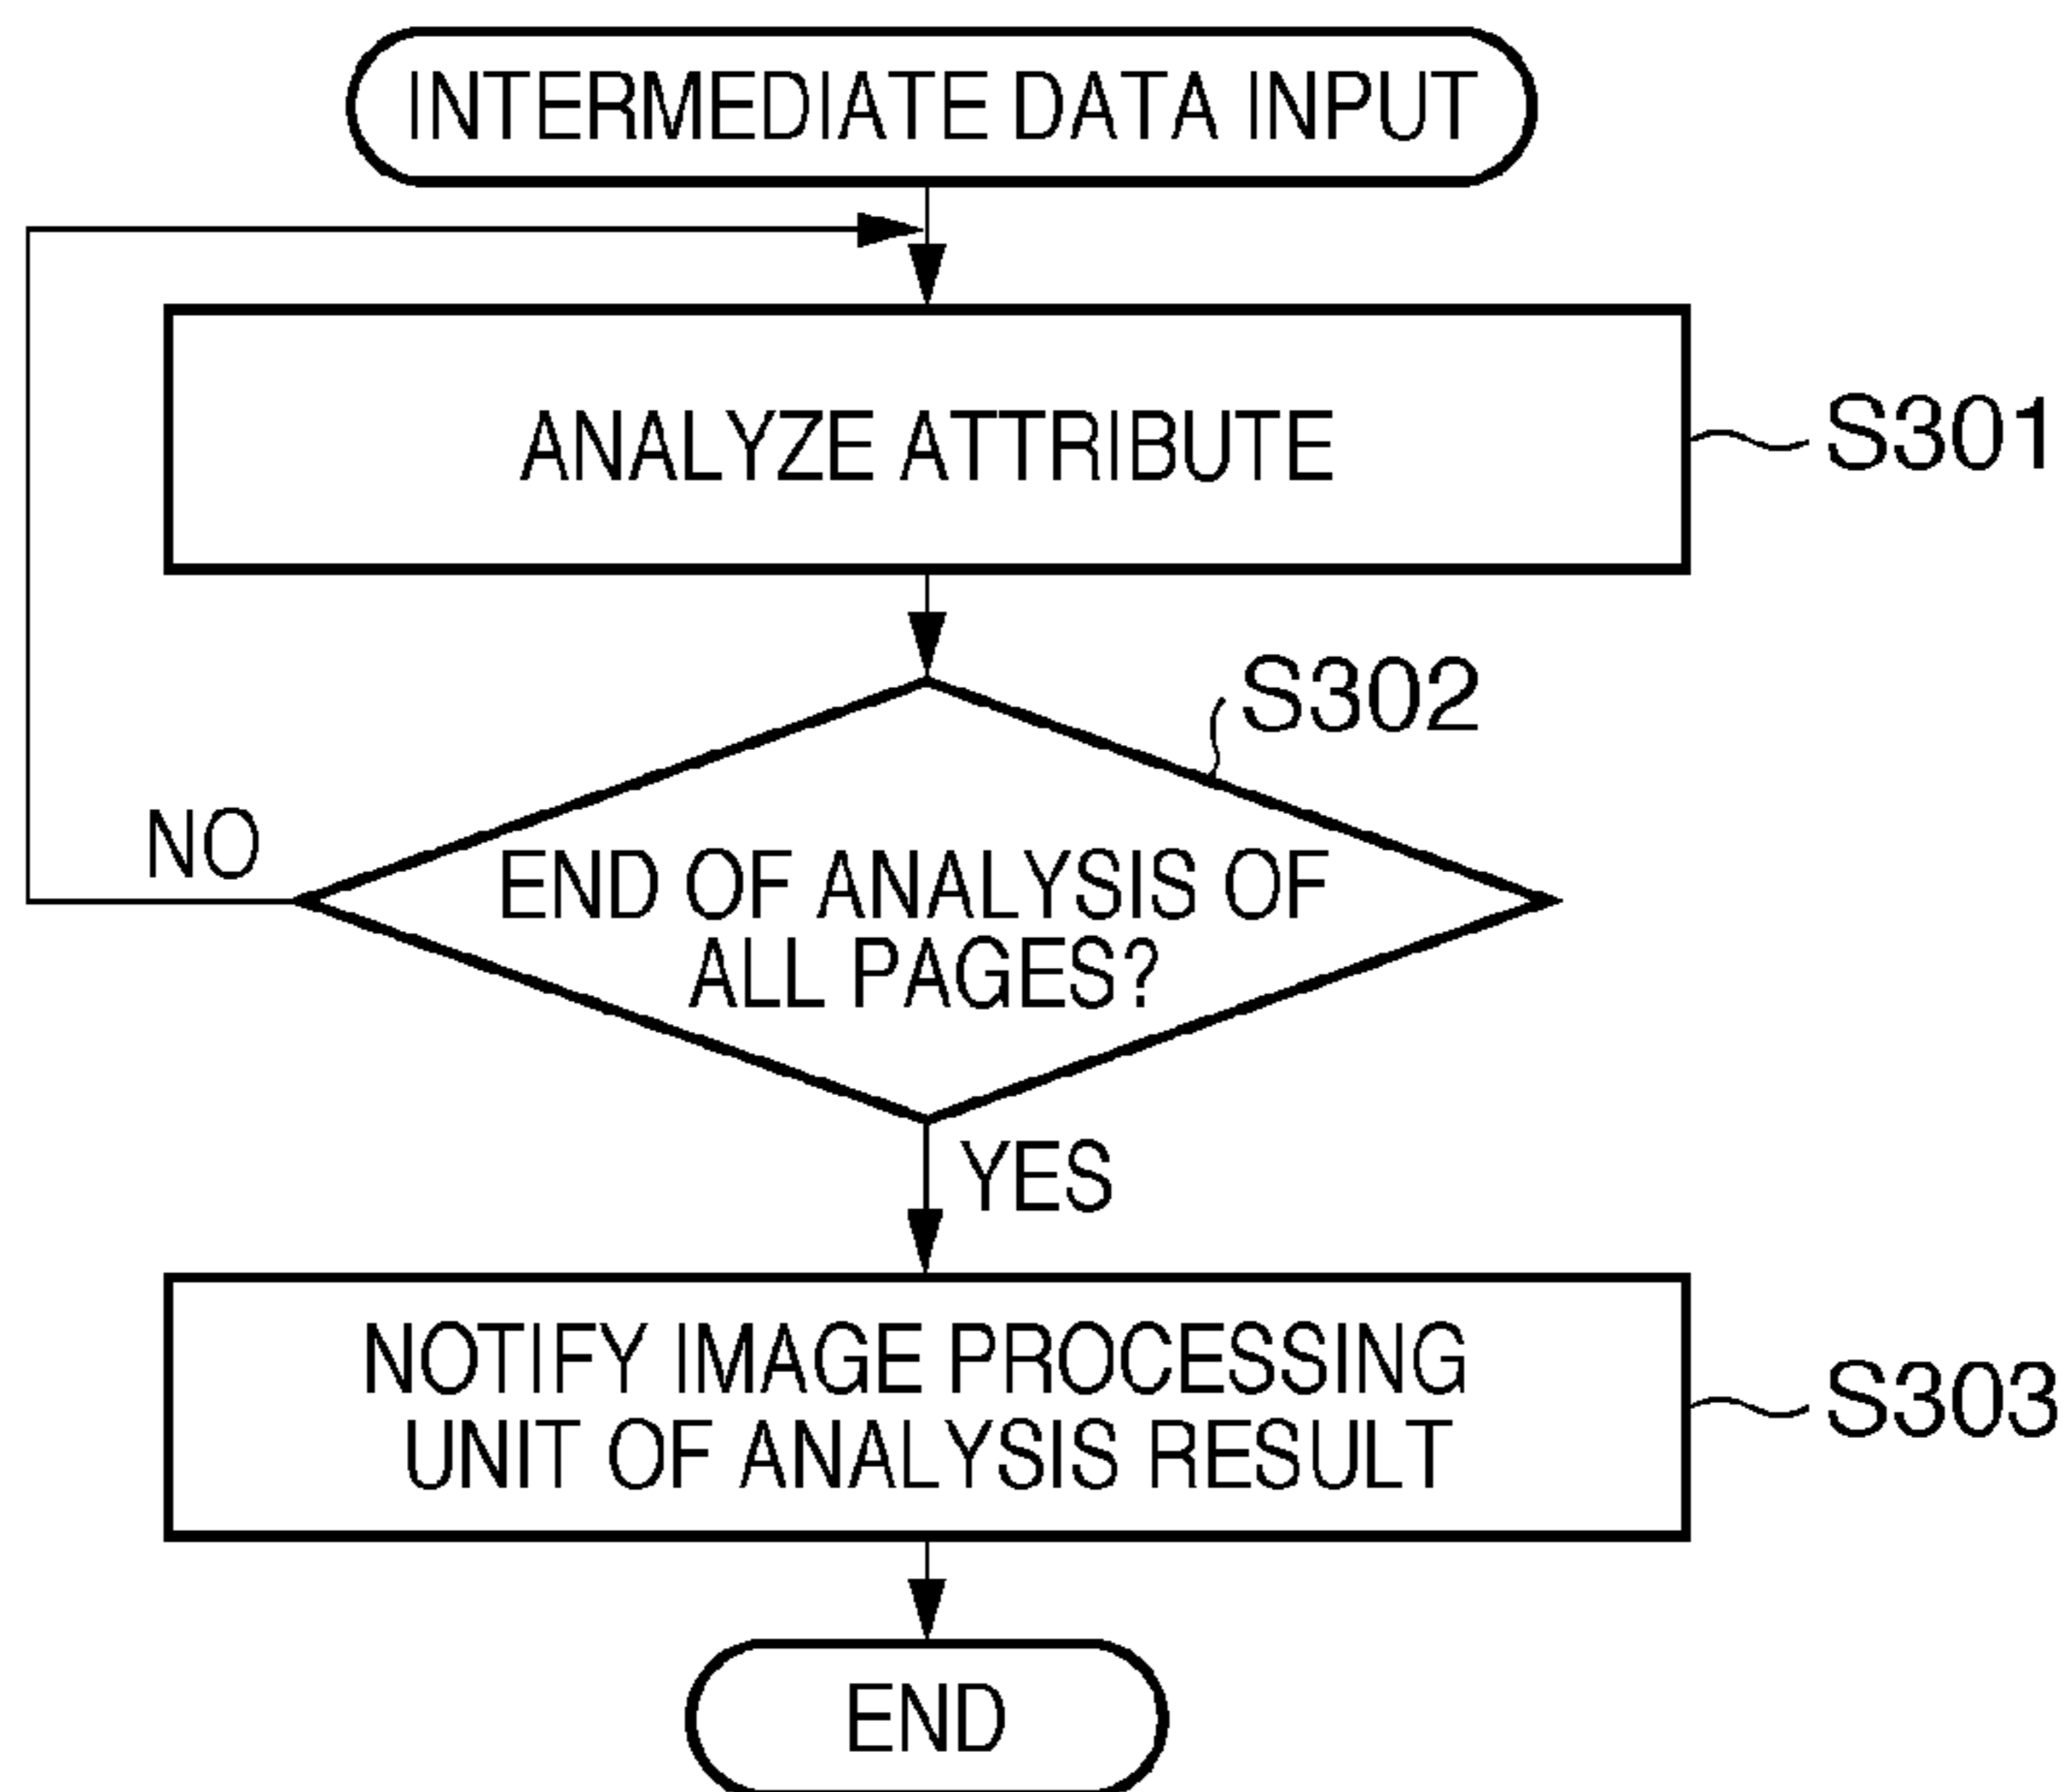 INTERMEDIATE DATA INPUT
ANALYZE ATTRIBUTE
S301
S302
NO
END OF ANALYSIS OF
ALL PAGES?
YES
NOTIFY IMAGE PROCESSING
UNIT OF ANALYSIS RESULT
S303
END